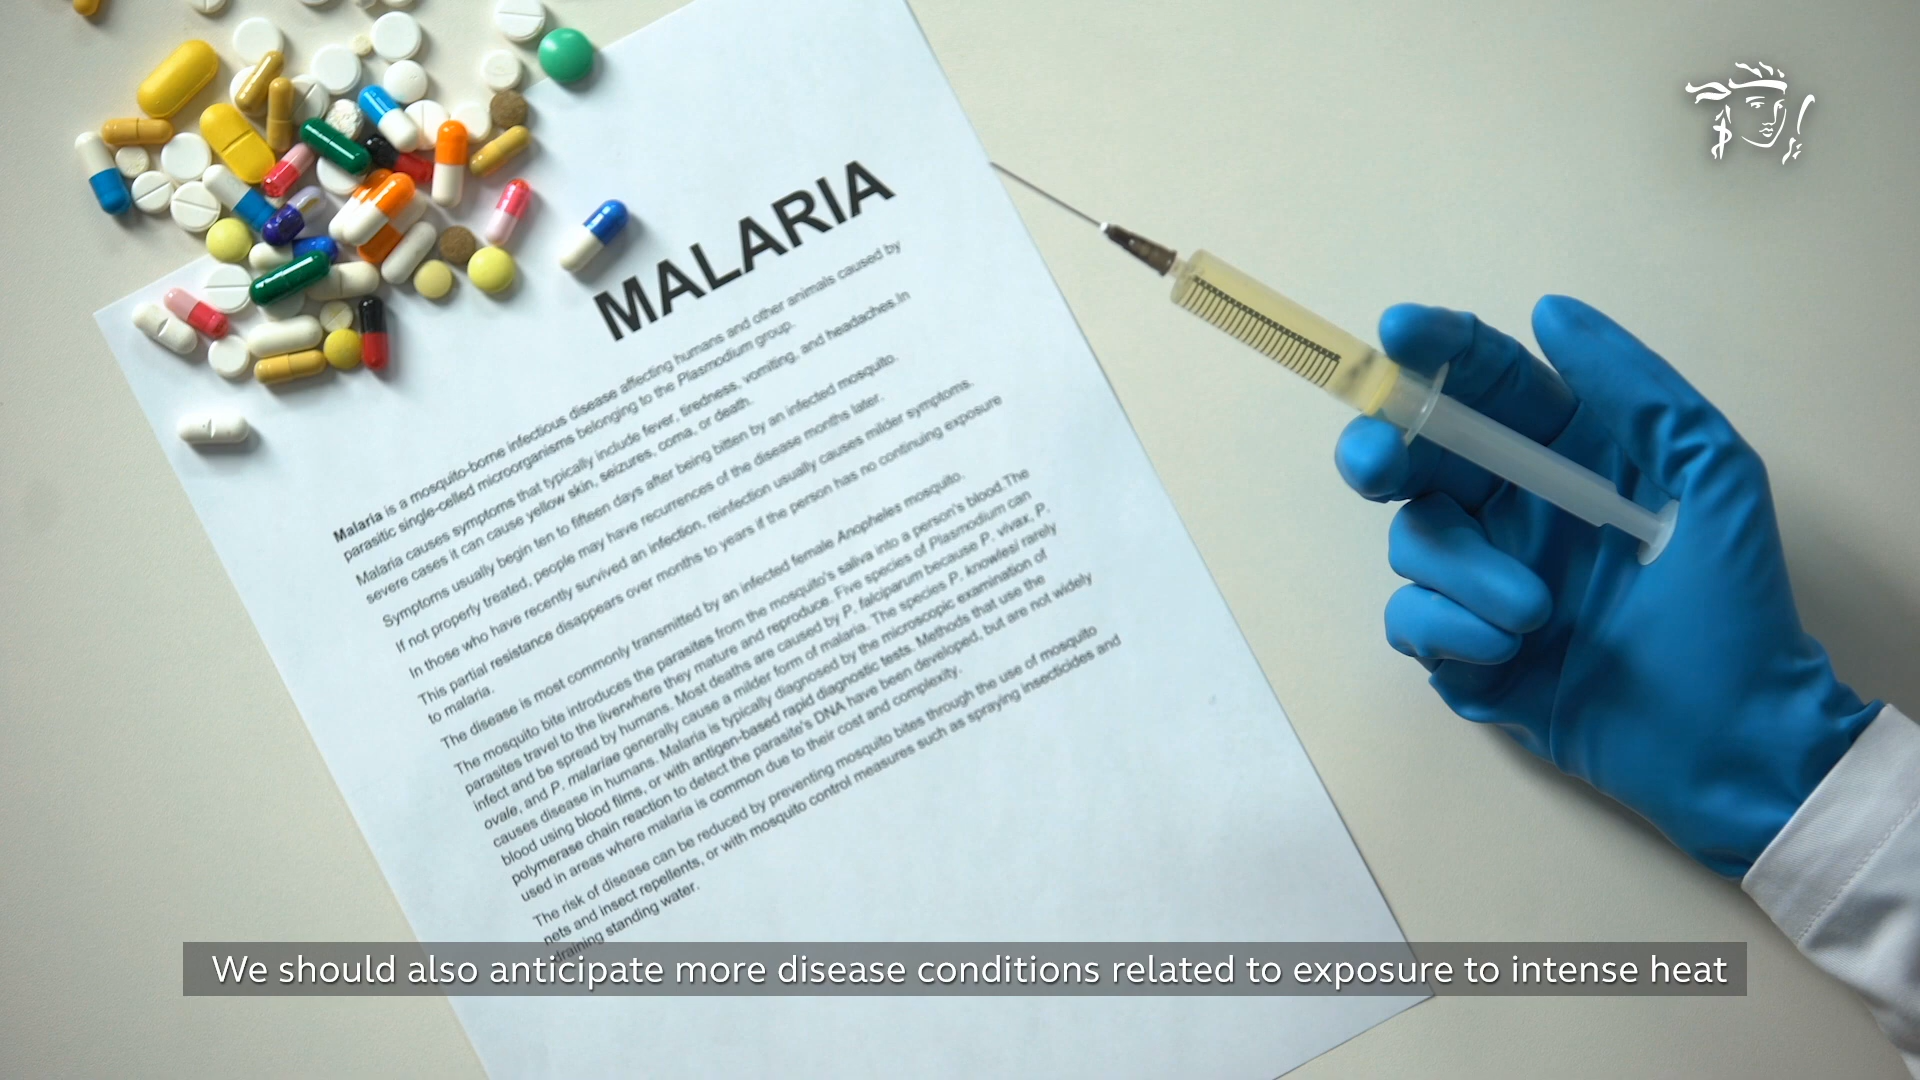 MALARIA
Malaria is a mosquito-borne infectious disease affecting humans and other animals caused by
parasitic single-celled microorganisms belonging to the Plasmodium group.
Malaria causes symptoms that typically include fever, tiredness, vomiting, and headaches.In
severe cases it can cause yellow skin, seizures, coma, or death.
Symptoms usually begin ten to fifteen days after being bitten by an infected mosquito.
If not properly treated, people may have recurrences of the disease months later.
In those who have recently survived an infection, reinfection usually causes milder symptoms.
This partial resistance disappears over months to years if the person has no continuing exposure
to malaria.
The disease is most commonly transmitted by an infected female Anopheles mosquito.
The mosquito bite introduces the parasites from the mosquito's saliva into a person's blood.The
parasites travel to the liverwhere they mature and reproduce. Five species of Plasmodium can
infect and be spread by humans. Most deaths are caused by P. falciparum because P. vivax, P.
ovale, and P. malariae generally cause a milder form of malaria. The species P. knowlesi rarely
causes disease in humans. Malaria is typically diagnosed by the microscopic examination of
blood using blood films, or with antigen-based rapid diagnostic tests. Methods that use the
polymerase chain reaction to detect the parasite's DNA have been developed, but are not widely
used in areas where malaria is common due to their cost and complexity.
The risk of disease can be reduced by preventing mosquito bites through the use of mosquito
nets and insect repellents, or with mosquito control measures such as spraying insecticides and
draining standing water.
We should also anticipate more disease conditions related to exposure to intense heat